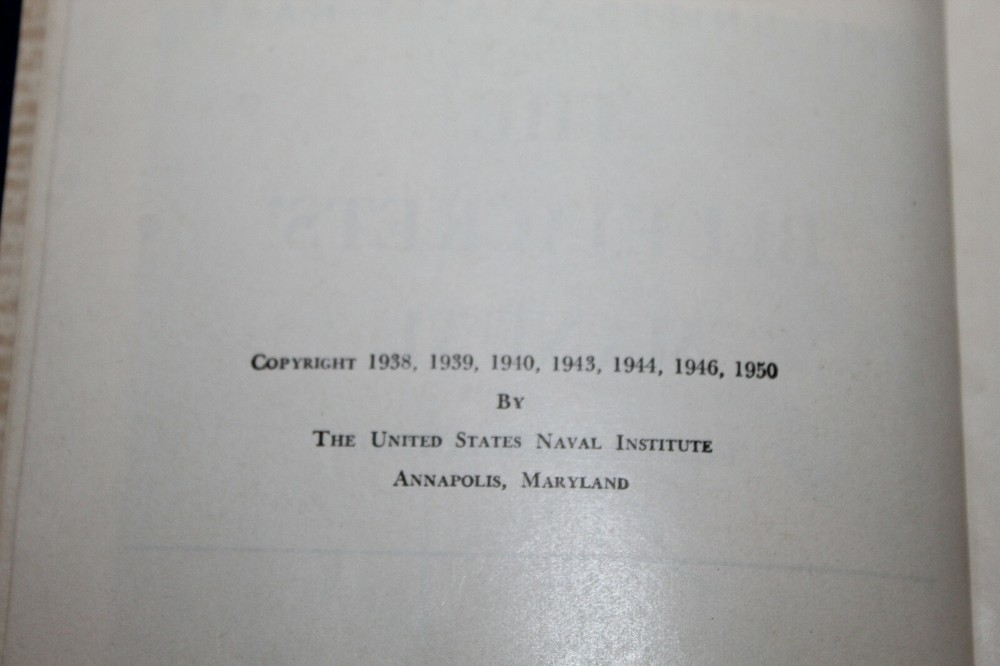 COPYRIGHT 1938, 1939, 1940, 1943, 1944, 1946, 1950
BY
THE UNITED STATES NAVAL INSTITUTE
ANNAPOLIS, MARYLAND